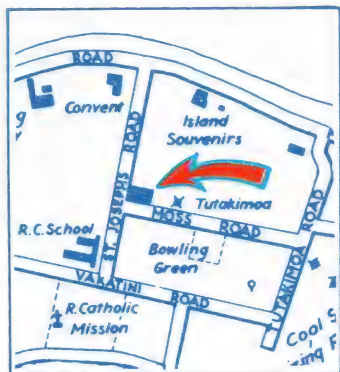 ROAD
Convent
Island
Souvenirs
ST. JOSEPHS ROAD
Tutakimoa
MOSS ROAD
R.C. School
Bowling
Green
TUTAKIMOA ROAD
VAKATINI ROAD
R. Catholic
Mission
Cool